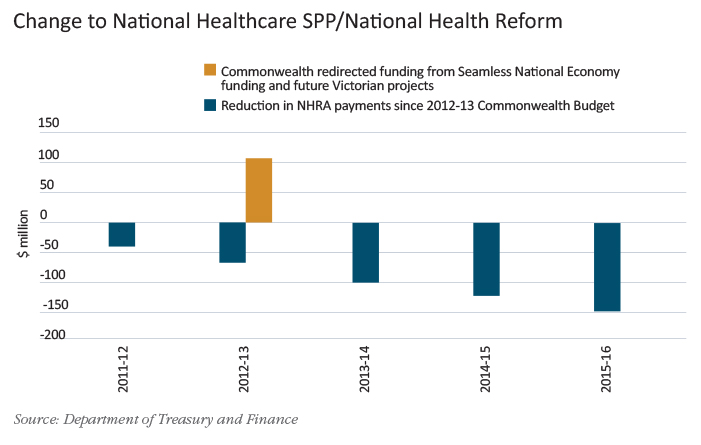 Change to National Healthcare SPP/National Health Reform
Commonwealth redirected funding from Seamless National Economy
funding and future Victorian projects
Reduction in NHRA payments since 2012-13 Commonwealth Budget
150
100
50
0
-50
-100
-150
-200
$ million
2011-12
2012-13
2013-14
2014-15
2015-16
Source: Department of Treasury and Finance